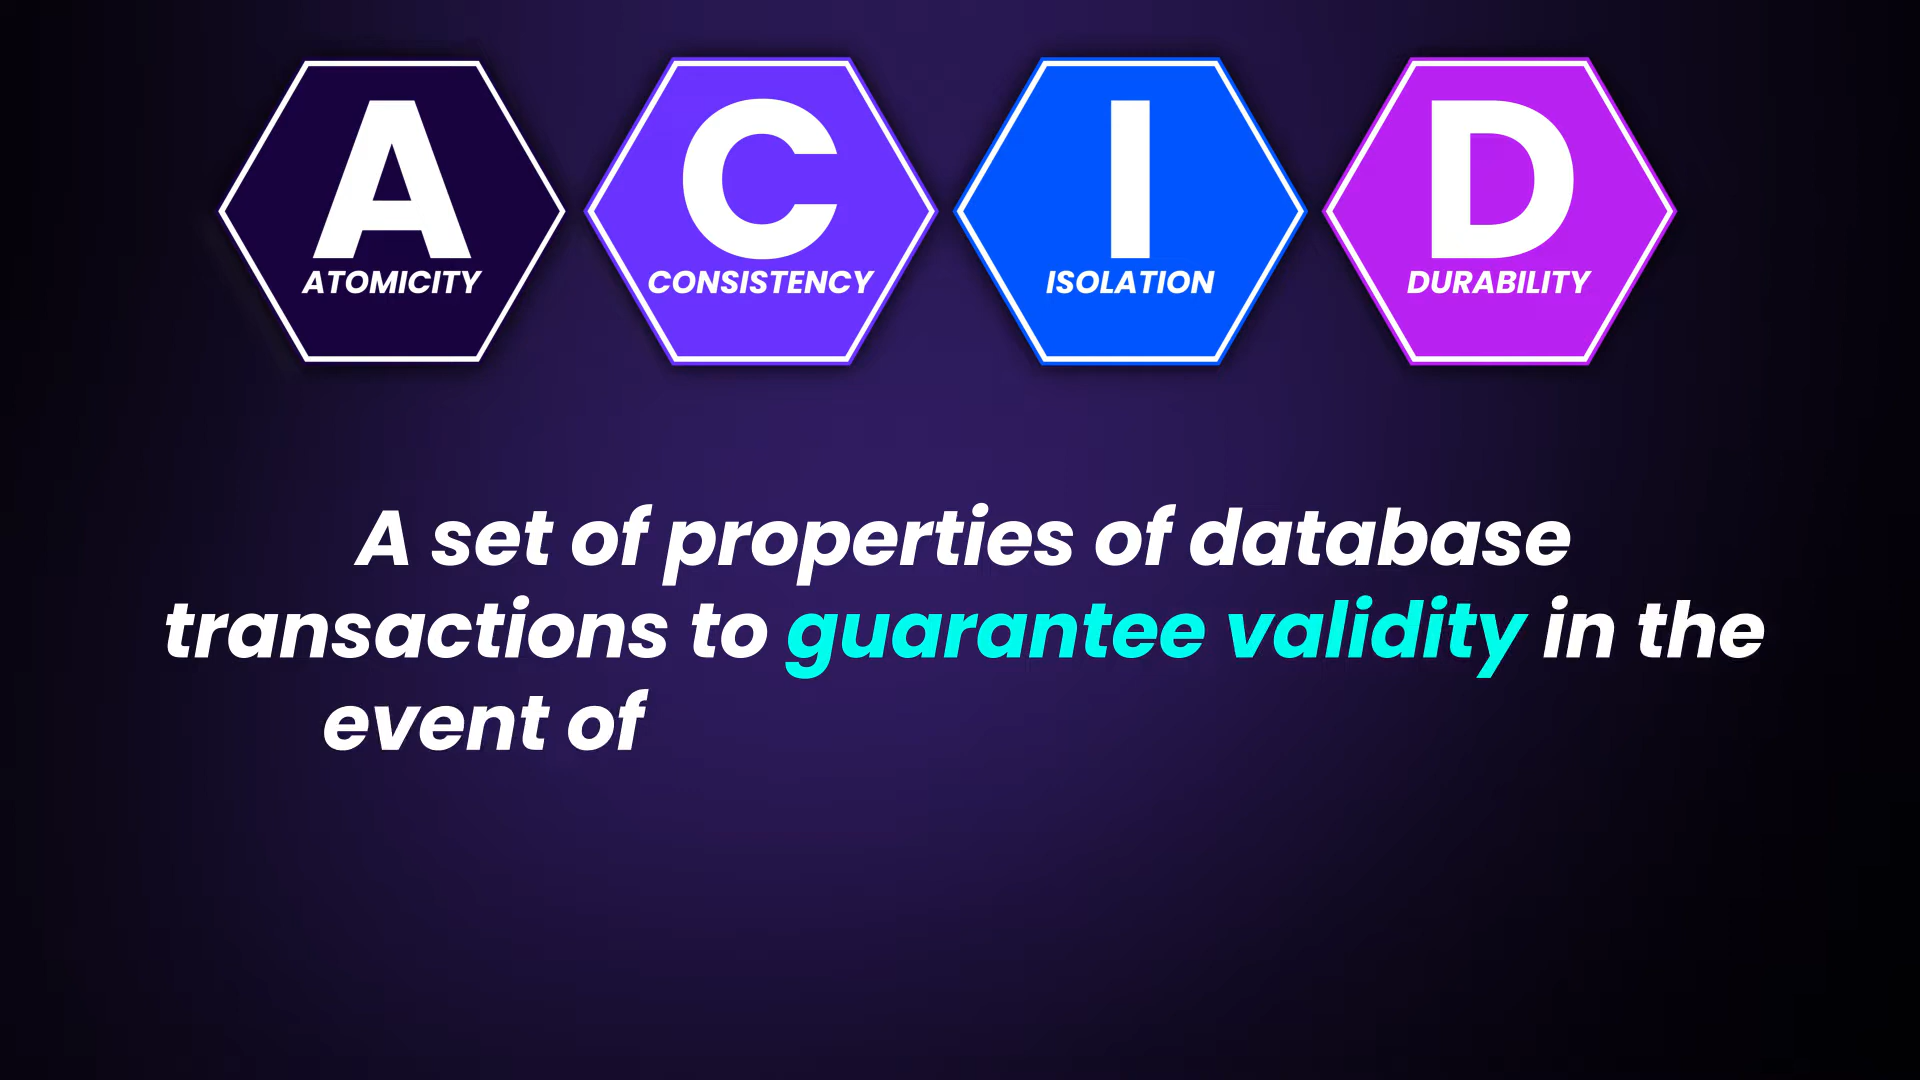 A C I D
ATOMICITY CONSISTENCY ISOLATION DURABILITY
A set of properties of database
transactions to guarantee validity in the
event of